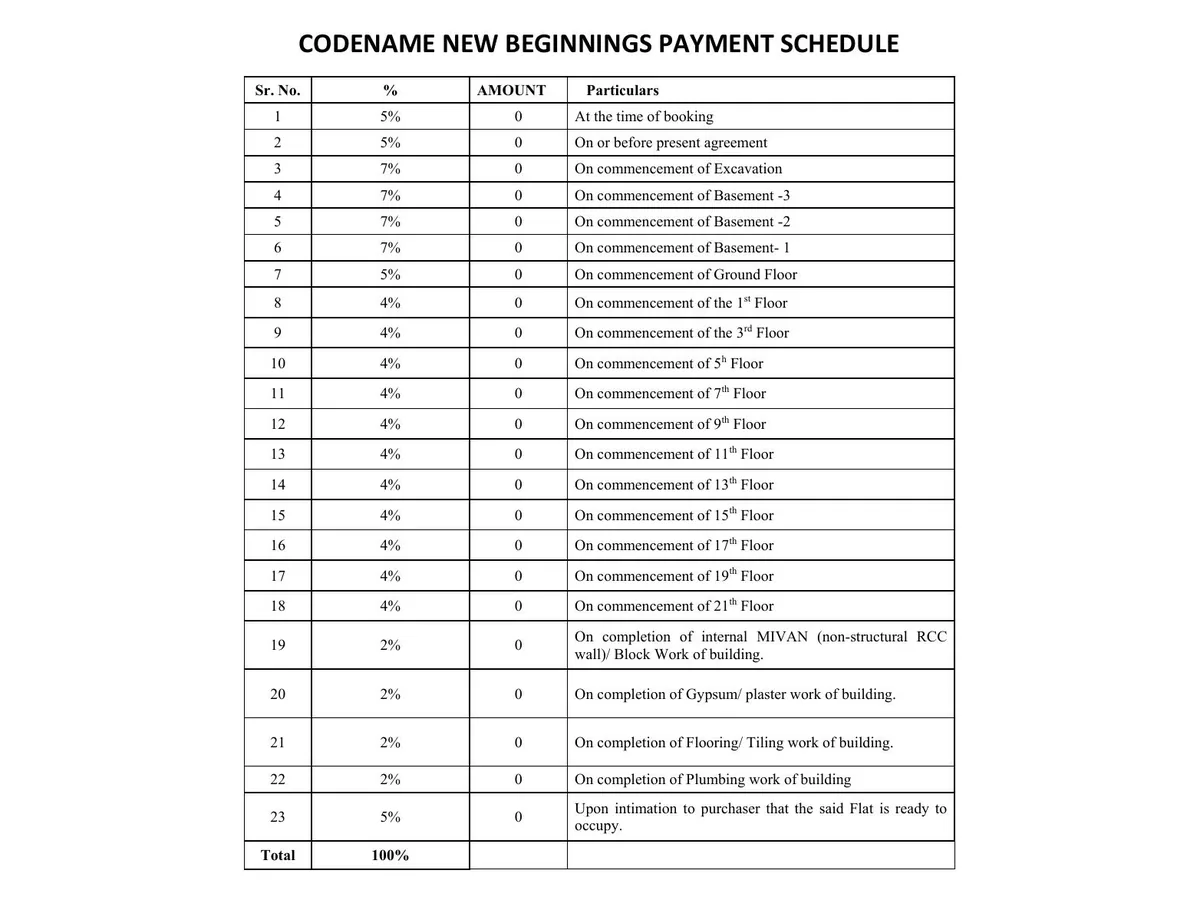 CODENAME NEW BEGINNINGS PAYMENT SCHEDULE
Sr. No. % AMOUNT Particulars
1 5% 0 At the time of booking
2 5% 0 On or before present agreement
3 7% 0 On commencement of Excavation
4 7% 0 On commencement of Basement -3
5 7% 0 On commencement of Basement -2
6 7% 0 On commencement of Basement- 1
7 5% 0 On commencement of Ground Floor
8 4% 0 On commencement of the 1st Floor
9 4% 0 On commencement of the 3rd Floor
10 4% 0 On commencement of 5h Floor
11 4% 0 On commencement of 7th Floor
12 4% 0 On commencement of 9th Floor
13 4% 0 On commencement of 11th Floor
14 4% 0 On commencement of 13th Floor
15 4% 0 On commencement of 15th Floor
16 4% 0 On commencement of 17th Floor
17 4% 0 On commencement of 19th Floor
18 4% 0 On commencement of 21th Floor
19 2% 0 On completion of internal MIVAN (non-structural RCC
wall)/ Block Work of building.
20 2% 0 On completion of Gypsum/ plaster work of building.
21 2% 0 On completion of Flooring/ Tiling work of building.
22 2% 0 On completion of Plumbing work of building
23 5% 0 Upon intimation to purchaser that the said Flat is ready to
occupy.
Total 100%